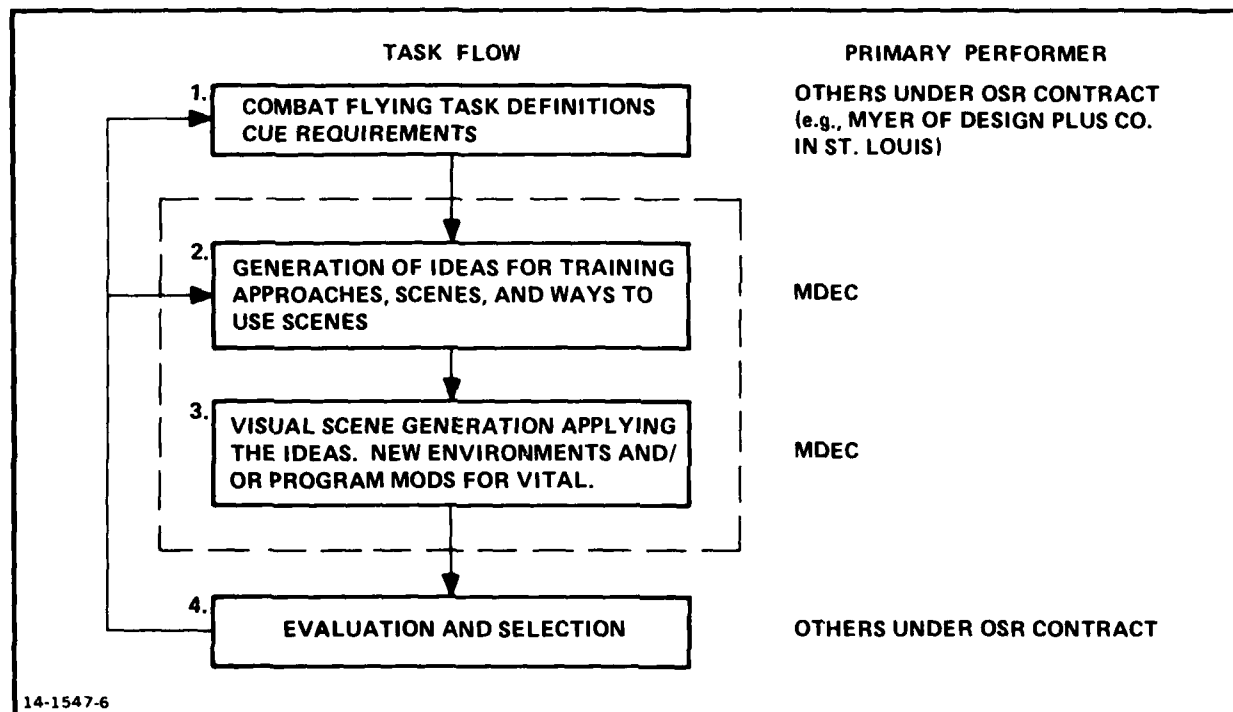 TASK FLOW
PRIMARY PERFORMER
1.
COMBAT FLYING TASK DEFINITIONS
CUE REQUIREMENTS
OTHERS UNDER OSR CONTRACT
(e.g., MYER OF DESIGN PLUS CO.
IN ST. LOUIS)
2.
GENERATION OF IDEAS FOR TRAINING
APPROACHES, SCENES, AND WAYS TO
USE SCENES
MDEC
3.
VISUAL SCENE GENERATION APPLYING
THE IDEAS. NEW ENVIRONMENTS AND/
OR PROGRAM MODS FOR VITAL.
MDEC
4.
EVALUATION AND SELECTION
OTHERS UNDER OSR CONTRACT
14-1547-6